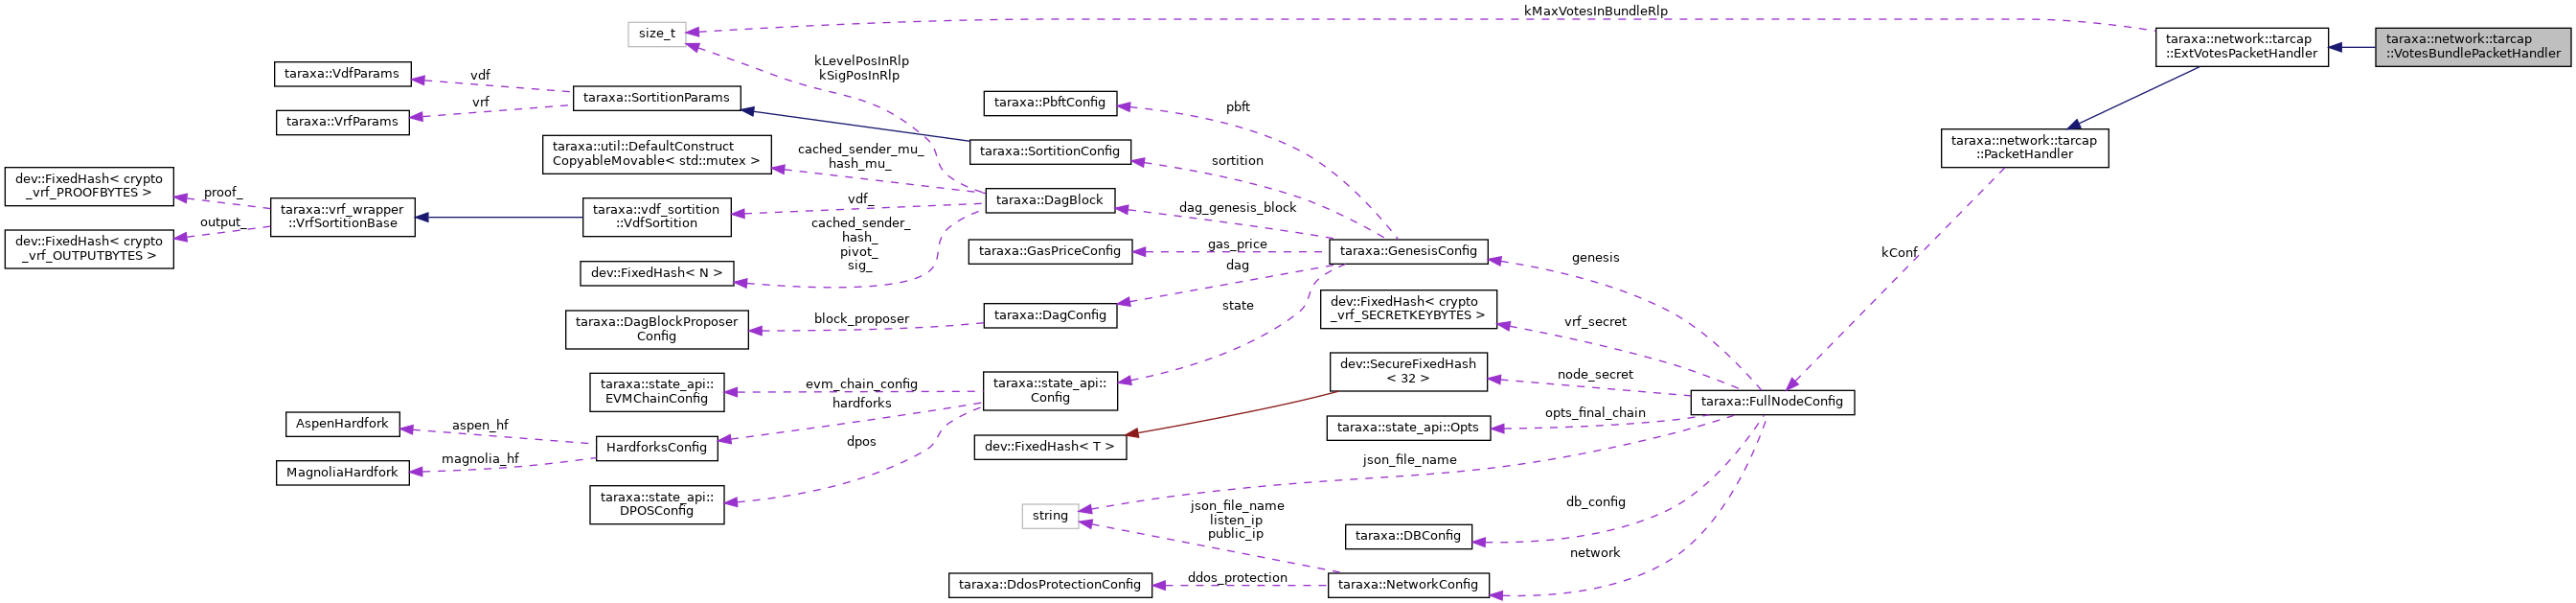 kMaxVotesInBundleRlp
size_t
taraxa::network::tarcap
::ExtVotesPacketHandler
taraxa::network::tarcap
::VotesBundlePacketHandler
kLevelPosInRlp
kSigPosInRlp
taraxa::VdfParams
vdf
taraxa::SortitionParams
vrf
taraxa::VrfParams
taraxa::PbftConfig
pbft
taraxa::network::tarcap
::PacketHandler
taraxa::util::DefaultConstruct
CopyableMovable< std::mutex >
cached_sender_mu_
hash_mu_
taraxa::SortitionConfig
sortition
dev::FixedHash< crypto
_vrf_PROOFBYTES >
proof_
taraxa::vrf_wrapper
::VrfSortitionBase
taraxa::vdf_sortition
::VdfSortition
vdf_
taraxa::DagBlock
dag_genesis_block
output_
dev::FixedHash< crypto
_vrf_OUTPUTBYTES >
cached_sender_
hash_
pivot_
sig_
dev::FixedHash< N >
taraxa::GasPriceConfig
gas_price
taraxa::GenesisConfig
genesis
kConf
dag
state
dev::FixedHash< crypto
_vrf_SECRETKEYBYTES >
vrf_secret
taraxa::DagBlockProposer
Config
block_proposer
taraxa::DagConfig
dev::SecureFixedHash
< 32 >
node_secret
taraxa::FullNodeConfig
taraxa::state_api::
EVMChainConfig
evm_chain_config
taraxa::state_api::
Config
hardforks
opts_final_chain
taraxa::state_api::Opts
AspenHardfork
aspen_hf
HardforksConfig
dpos
dev::FixedHash< T >
magnolia_hf
MagnoliaHardfork
json_file_name
taraxa::state_api::
DPOSConfig
string
json_file_name
listen_ip
public_ip
db_config
taraxa::DBConfig
network
taraxa::DdosProtectionConfig
ddos_protection
taraxa::NetworkConfig